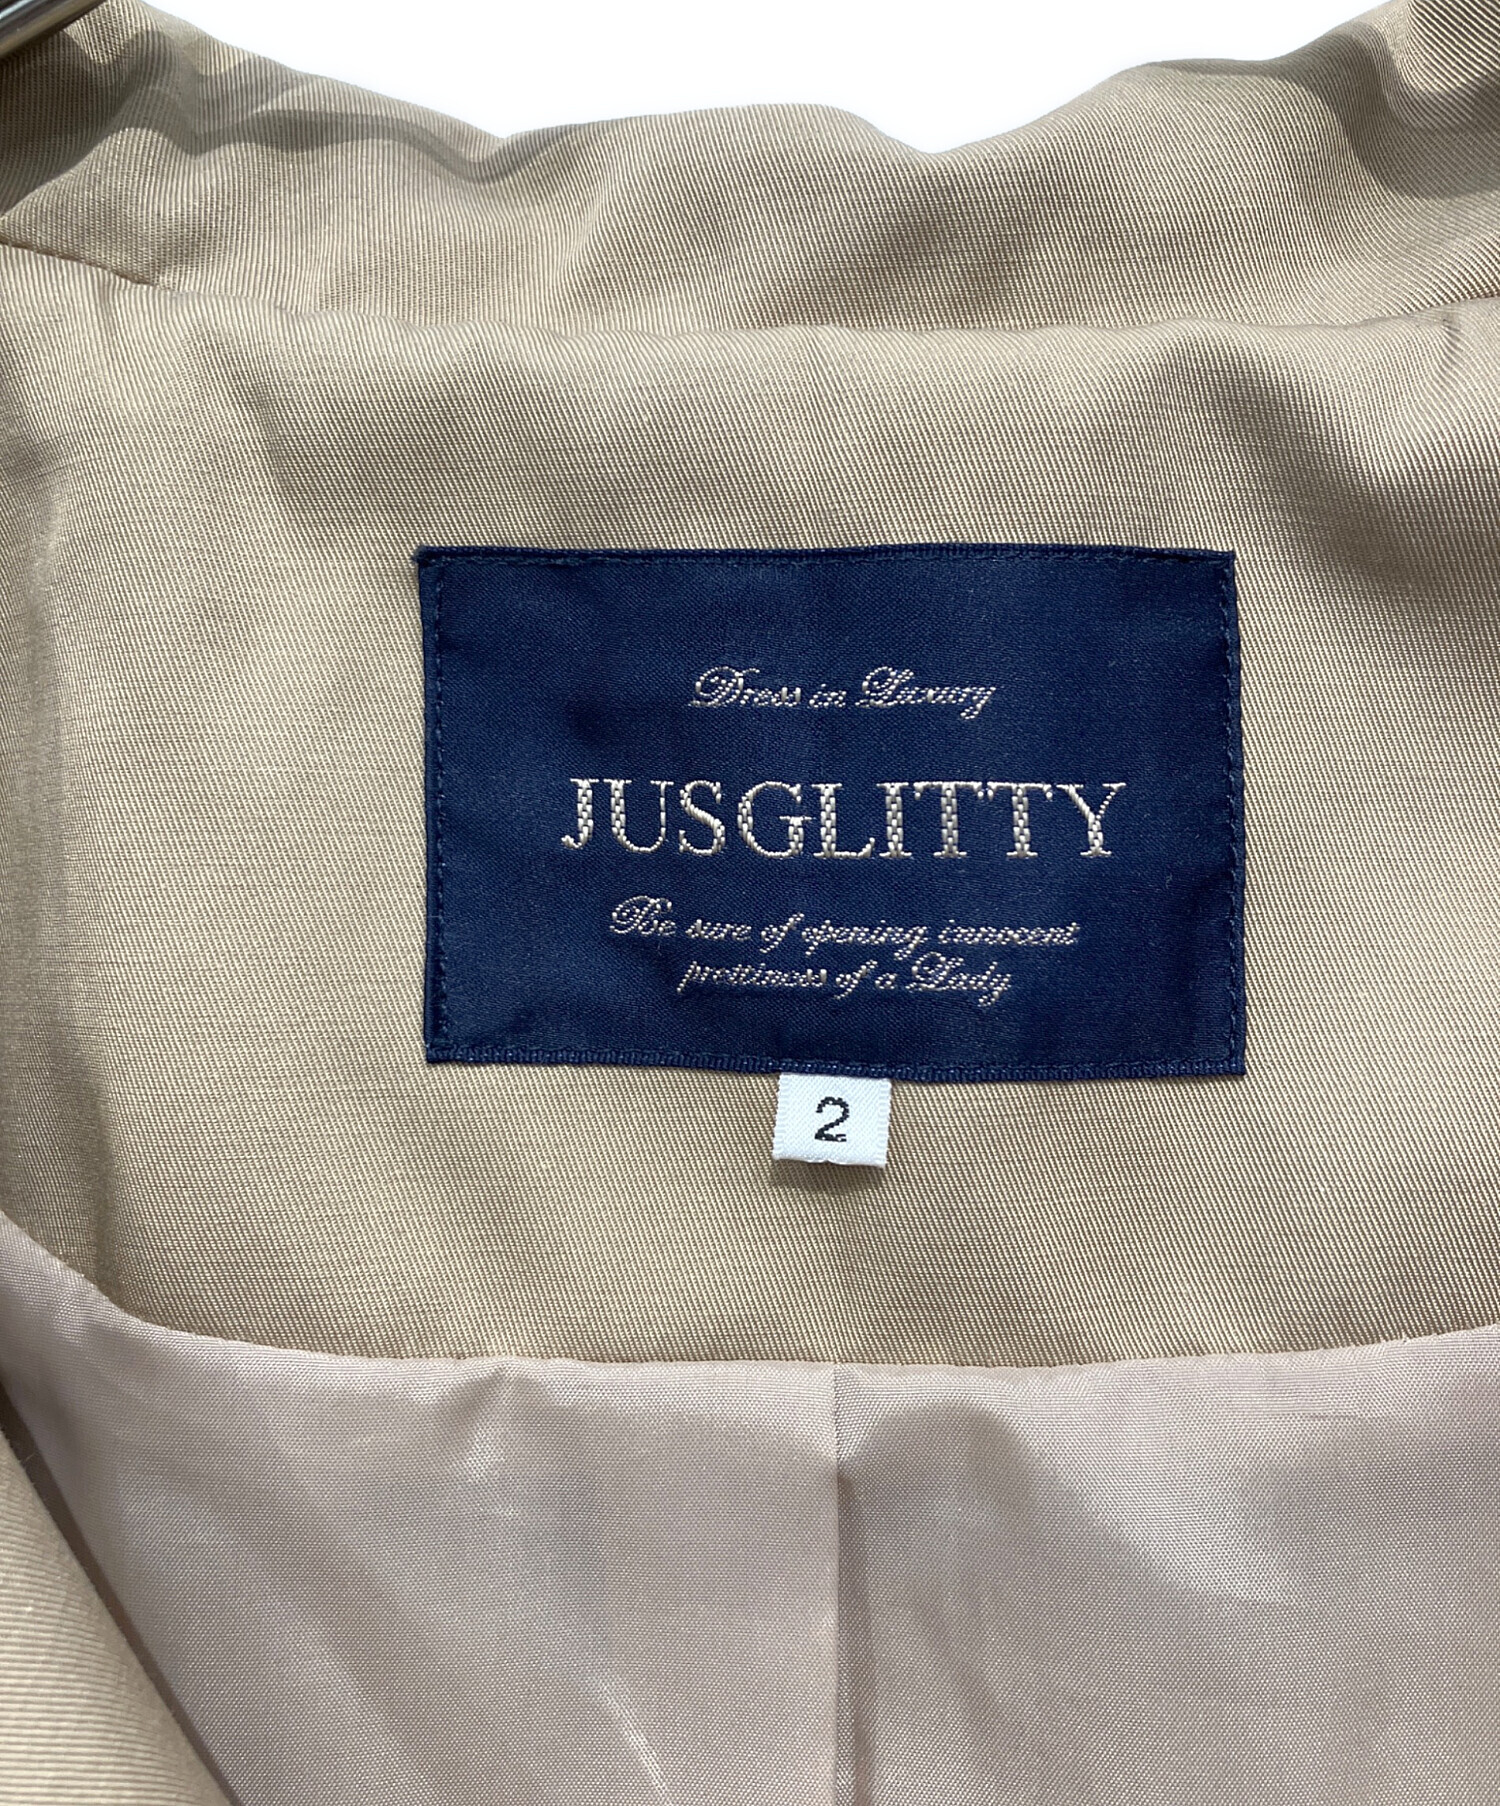 Dress in Luxury
JUSGLITTY
Be sure of opening innocent
prettiness of a Lady
2